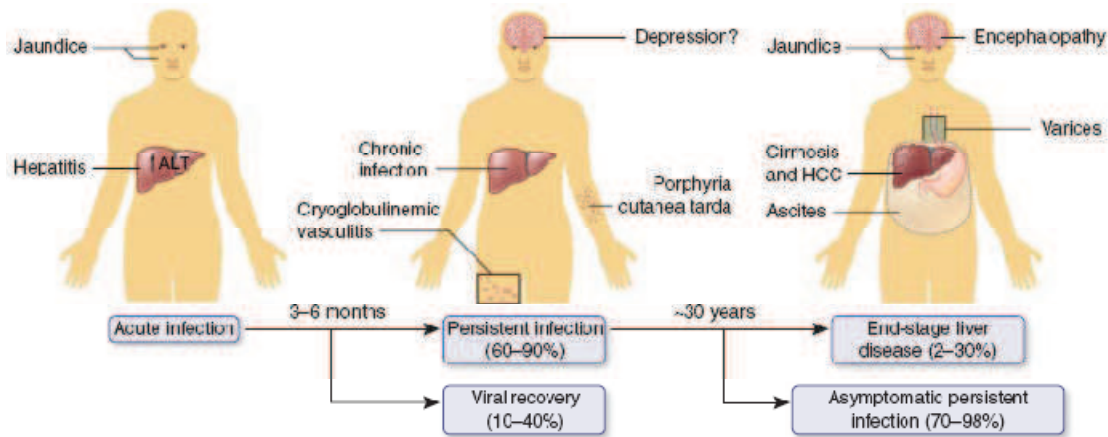 Jaundice
Hepatitis
↑ALT
Depression?
Chronic
infection
Porphyria
cutanea tarda
Cryoglobulinemic
vasculitis
Jaundice
Encephalopathy
Varices
Cirrhosis
and HCC
Ascites
Acute infection
3–6 months
Persistent infection
(60–90%)
~30 years
End-stage liver
disease (2–30%)
Viral recovery
(10–40%)
Asymptomatic persistent
infection (70–98%)